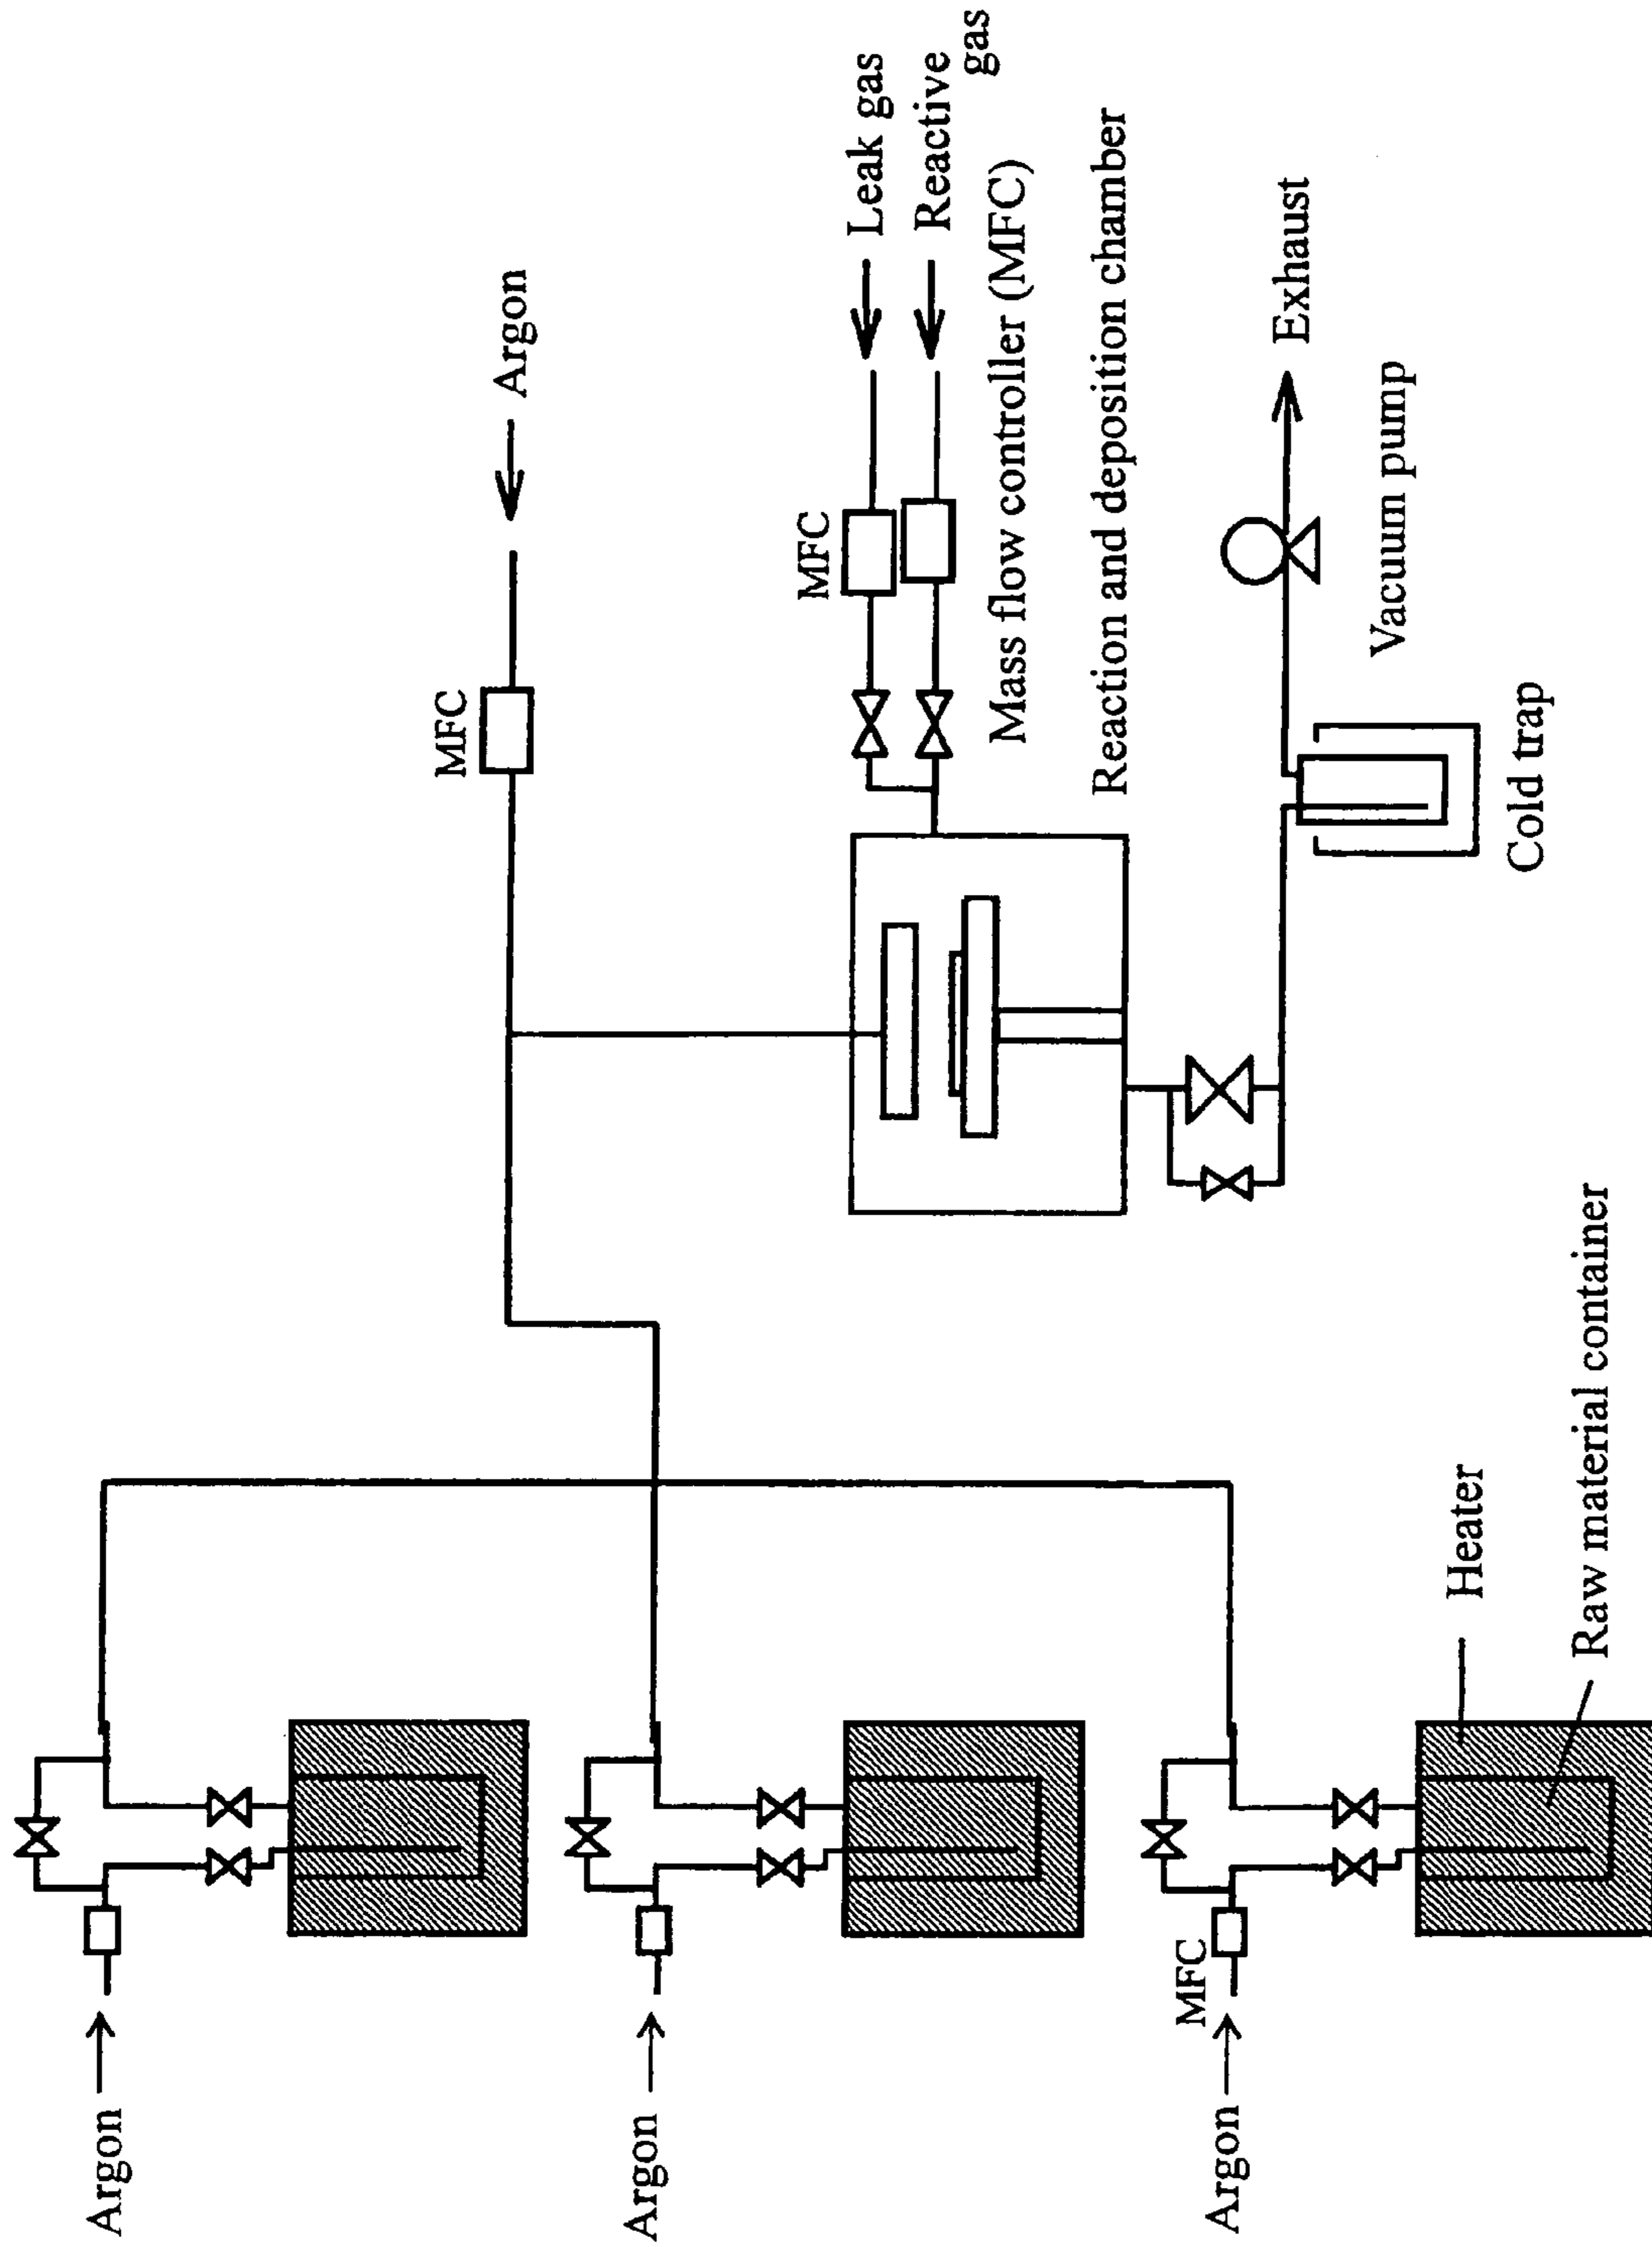 Argon
MFC
Argon
MFC
Leak gas
Reactive
gas
Mass flow controller (MFC)
Reaction and deposition chamber
Exhaust
Vacuum pump
Cold trap
Argon
Argon
MFC
Argon
Heater
Raw material container